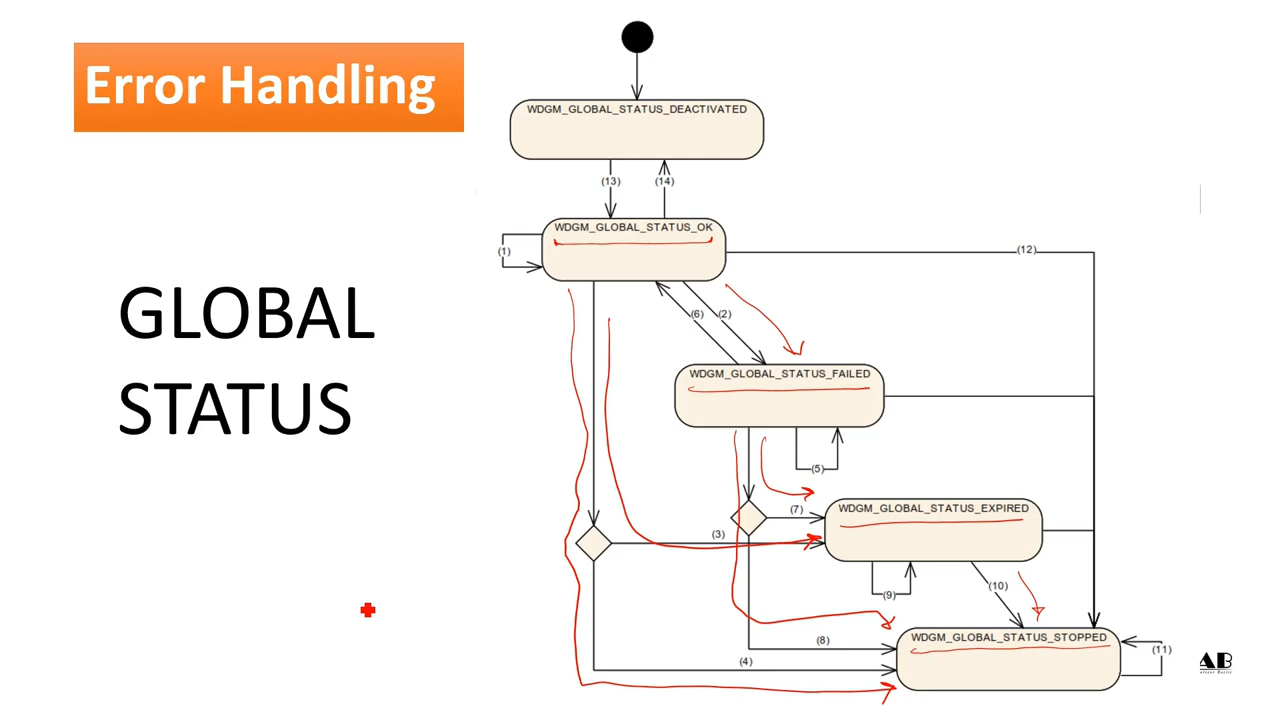 Error Handling
GLOBAL
STATUS
WDGM_GLOBAL_STATUS_DEACTIVATED
(13)
(14)
WDGM_GLOBAL_STATUS_OK
(1)
(12)
(6)
(2)
WDGM_GLOBAL_STATUS_FAILED
(5)
(7)
WDGM_GLOBAL_STATUS_EXPIRED
(3)
(9)
(10)
WDGM_GLOBAL_STATUS_STOPPED
(8)
(11)
(4)
AB